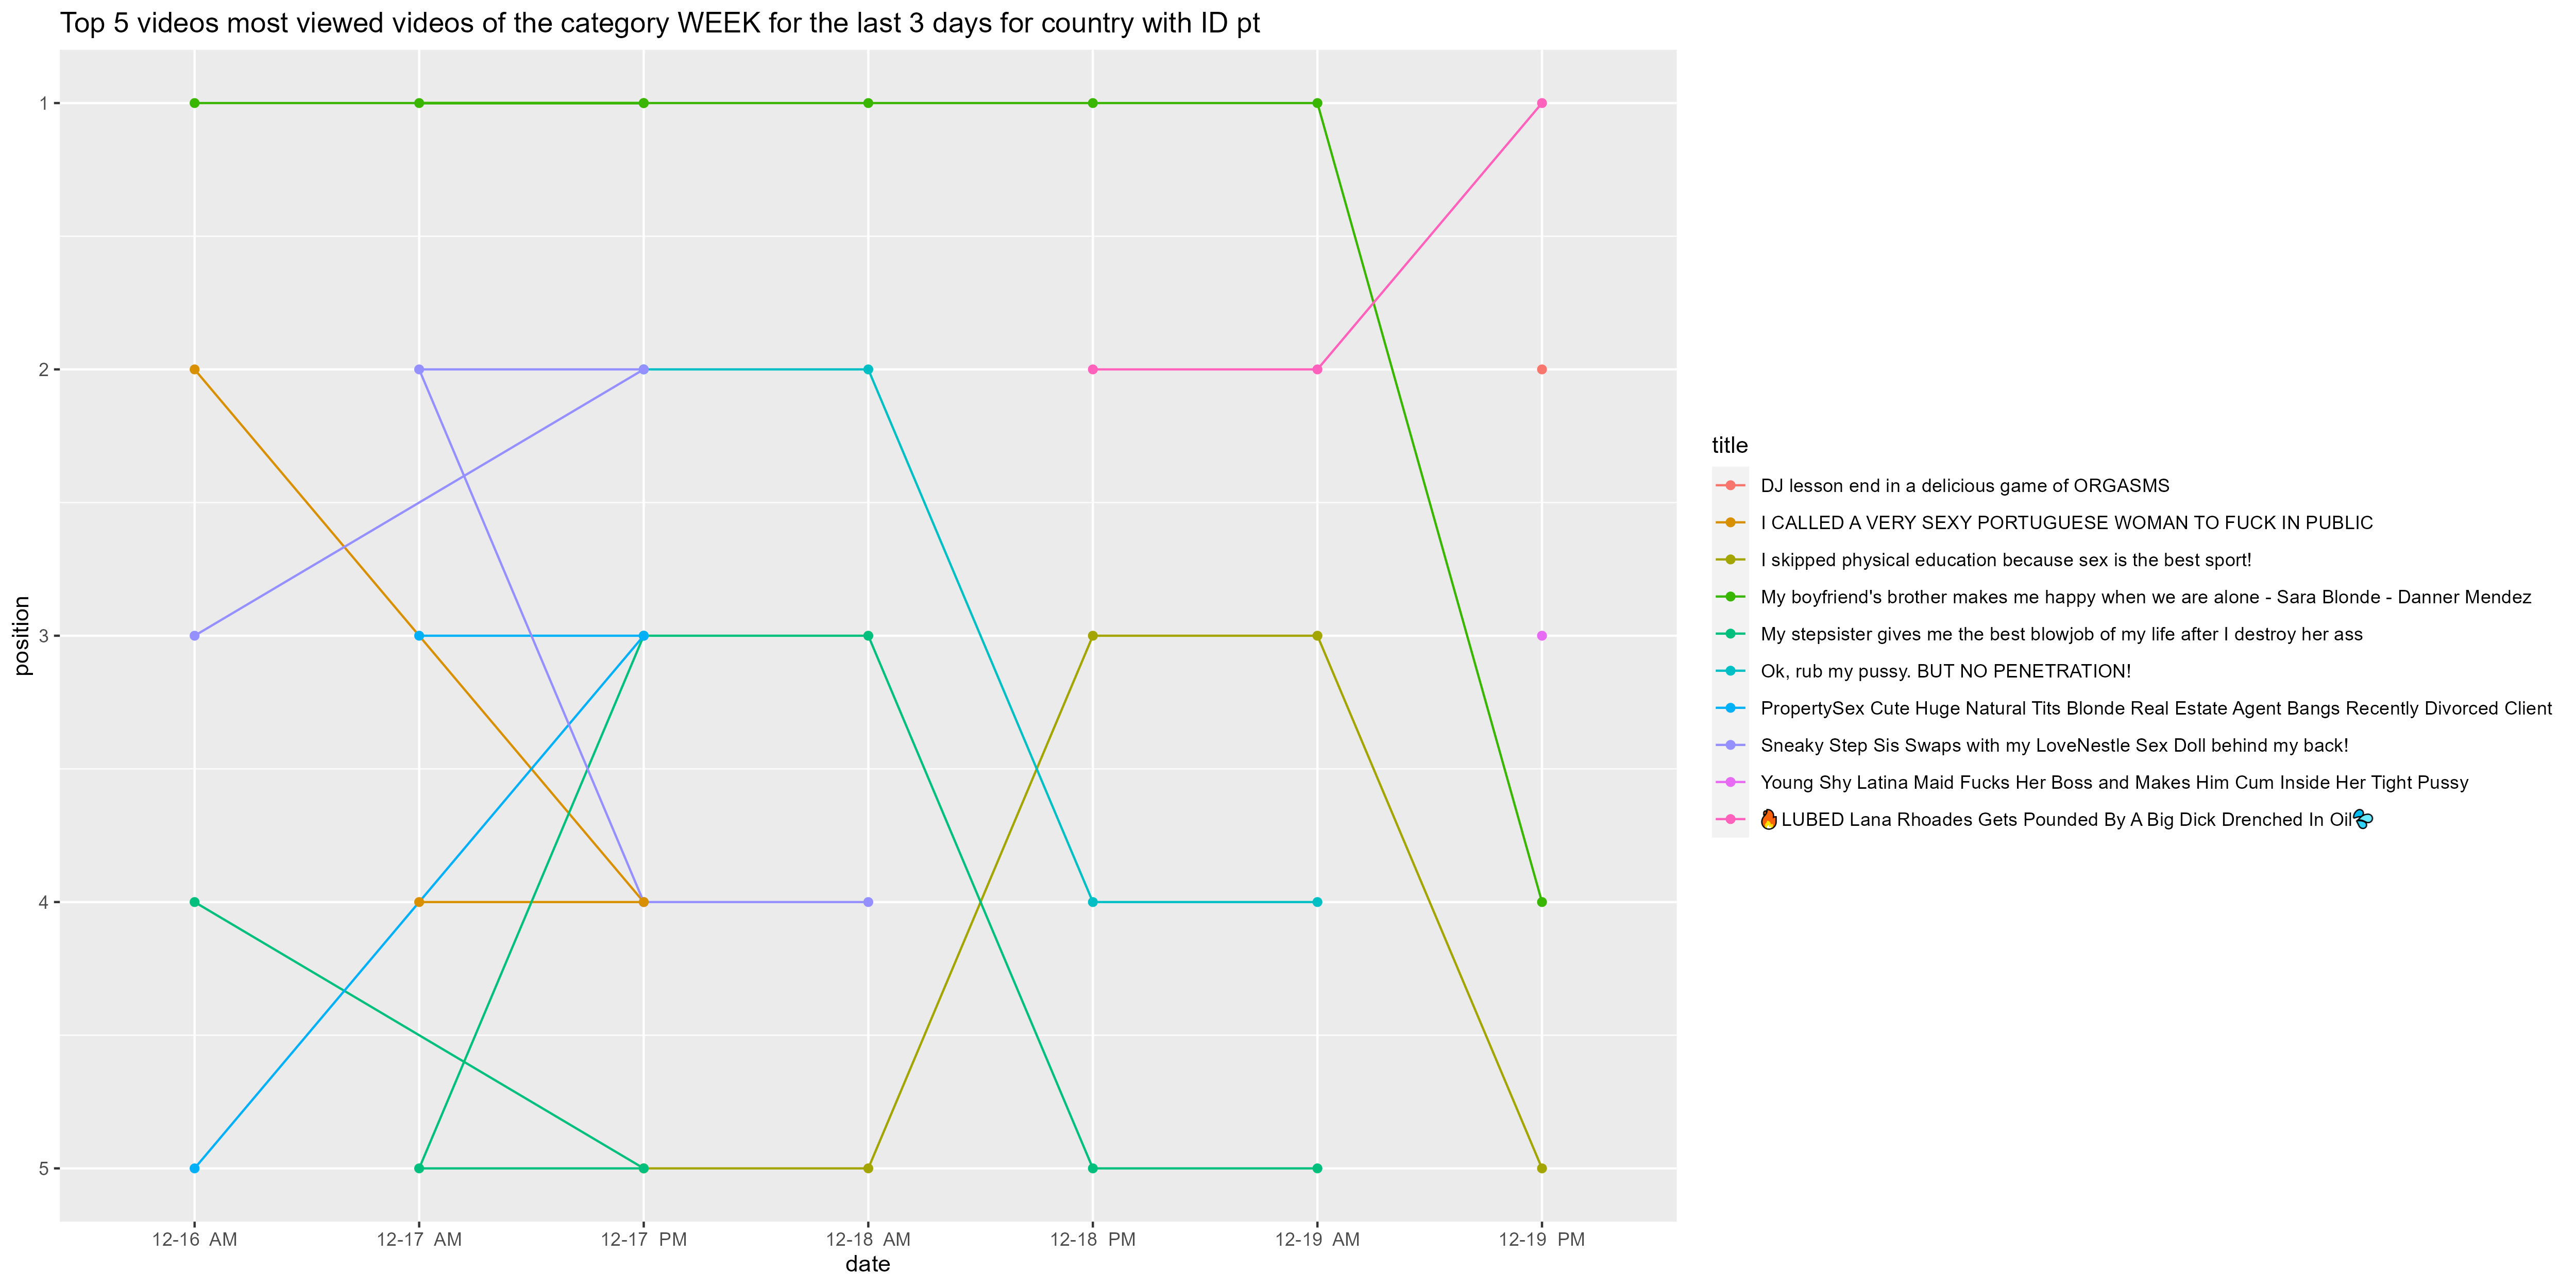 Top 5 videos most viewed videos of the category WEEK for the last 3 days for country with ID pt
1
2
3
4
5
position
12-16 AM
12-17 AM
12-17 PM
12-18 AM
12-18 PM
12-19 AM
12-19 PM
date
title
DJ lesson end in a delicious game of ORGASMS
I CALLED A VERY SEXY PORTUGUESE WOMAN TO FUCK IN PUBLIC
I skipped physical education because sex is the best sport!
My boyfriend's brother makes me happy when we are alone - Sara Blonde - Danner Mendez
My stepsister gives me the best blowjob of my life after I destroy her ass
Ok, rub my pussy. BUT NO PENETRATION!
PropertySex Cute Huge Natural Tits Blonde Real Estate Agent Bangs Recently Divorced Client
Sneaky Step Sis Swaps with my LoveNestle Sex Doll behind my back!
Young Shy Latina Maid Fucks Her Boss and Makes Him Cum Inside Her Tight Pussy
🔥LUBED Lana Rhoades Gets Pounded By A Big Dick Drenched In Oil💦